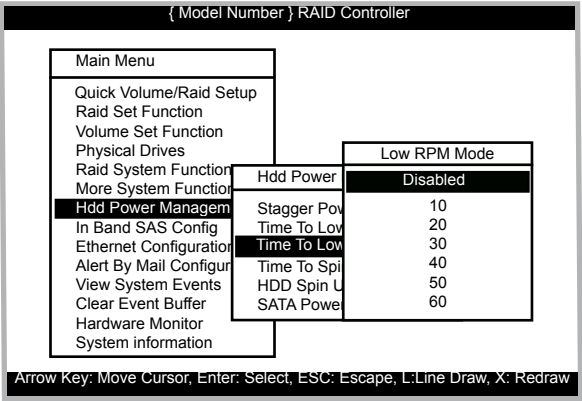 { Model Number } RAID Controller
Main Menu
Quick Volume/Raid Setup
Raid Set Function
Volume Set Function
Physical Drives
Raid System Function
More System Function
Hdd Power Managem
In Band SAS Config
Ethernet Configuration
Alert By Mail Configur
View System Events
Clear Event Buffer
Hardware Monitor
System information
Hdd Power
Stagger Pow
Time To Low
Time To Low
Time To Spi
HDD Spin U
SATA Power
Low RPM Mode
Disabled
10
20
30
40
50
60
Arrow Key: Move Cursor, Enter: Select, ESC: Escape, L:Line Draw, X: Redraw